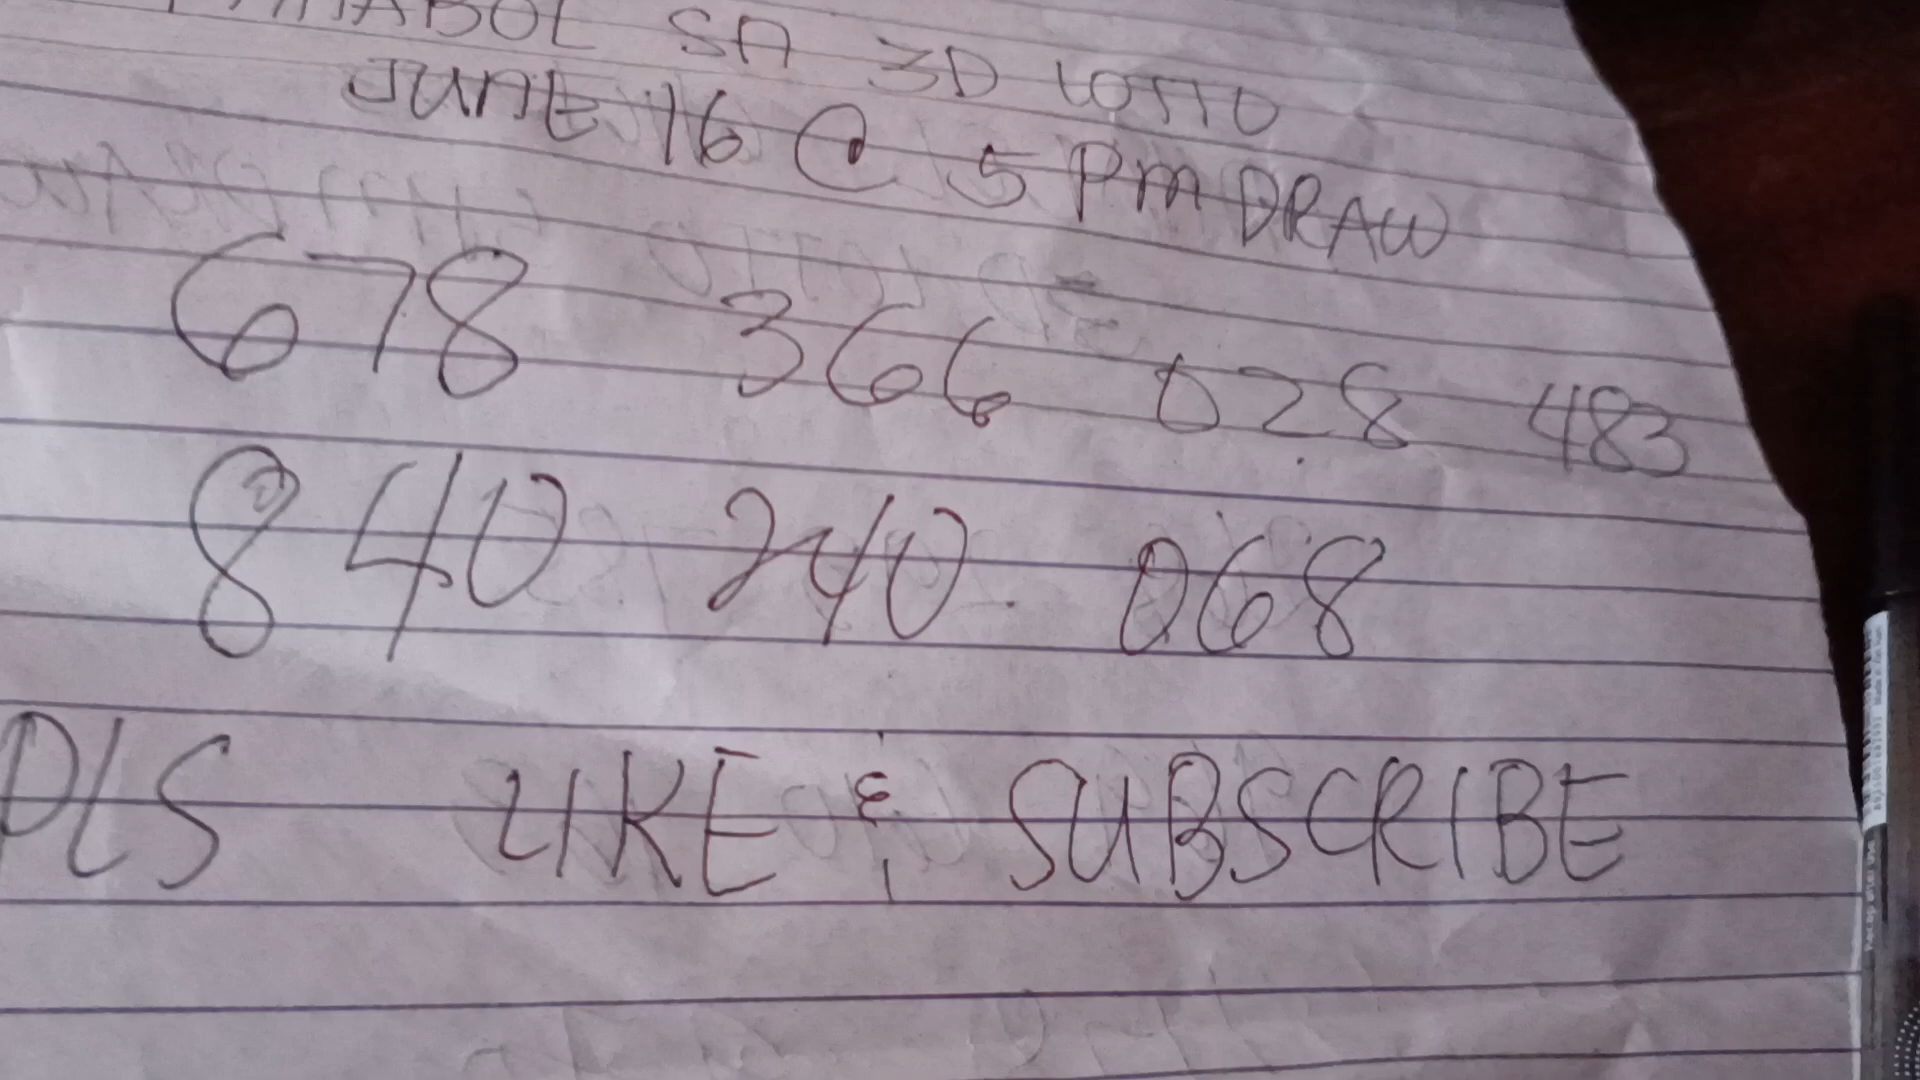 SA 3D LOTTO
JUNE 16 @ 5 PM DRAW
678 366 028 483
840 240 068
PLS LIKE & SUBSCRIBE